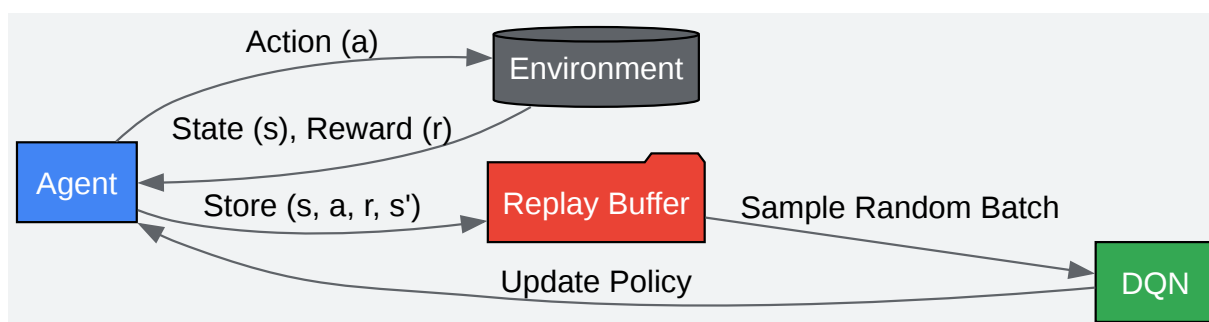 Action (a)
Environment
State (s), Reward (r)
Agent
Store (s, a, r, s')
Replay Buffer
Sample Random Batch
Update Policy
DQN